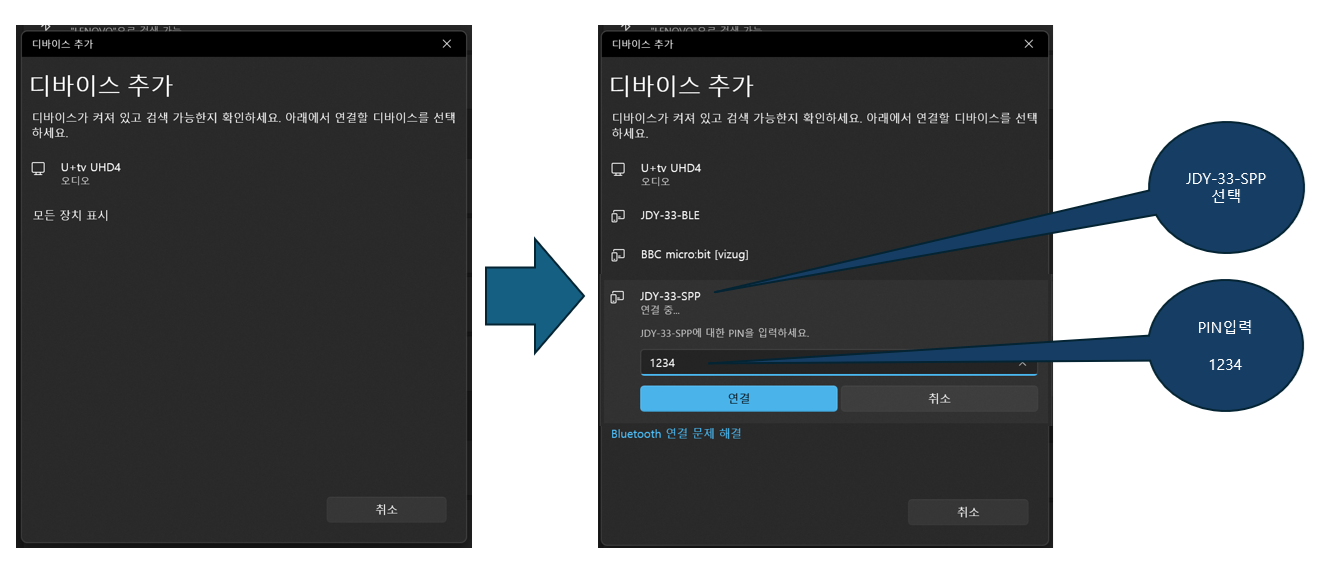 "LENOVO"으로 검색 가능
디바이스 추가
디바이스 추가
디바이스가 켜져 있고 검색 가능한지 확인하세요. 아래에서 연결할 디바이스를 선택
하세요.
U+tv UHD4
오디오
모든 장치 표시
취소
"LENOVO"으로 검색 가능
디바이스 추가
디바이스 추가
디바이스가 켜져 있고 검색 가능한지 확인하세요. 아래에서 연결할 디바이스를 선택
하세요.
U+tv UHD4
오디오
JDY-33-BLE
BBC micro:bit [vizug]
JDY-33-SPP
연결 중...
JDY-33-SPP에 대한 PIN을 입력하세요.
1234
연결
취소
Bluetooth 연결 문제 해결
취소
JDY-33-SPP
선택
PIN입력
1234